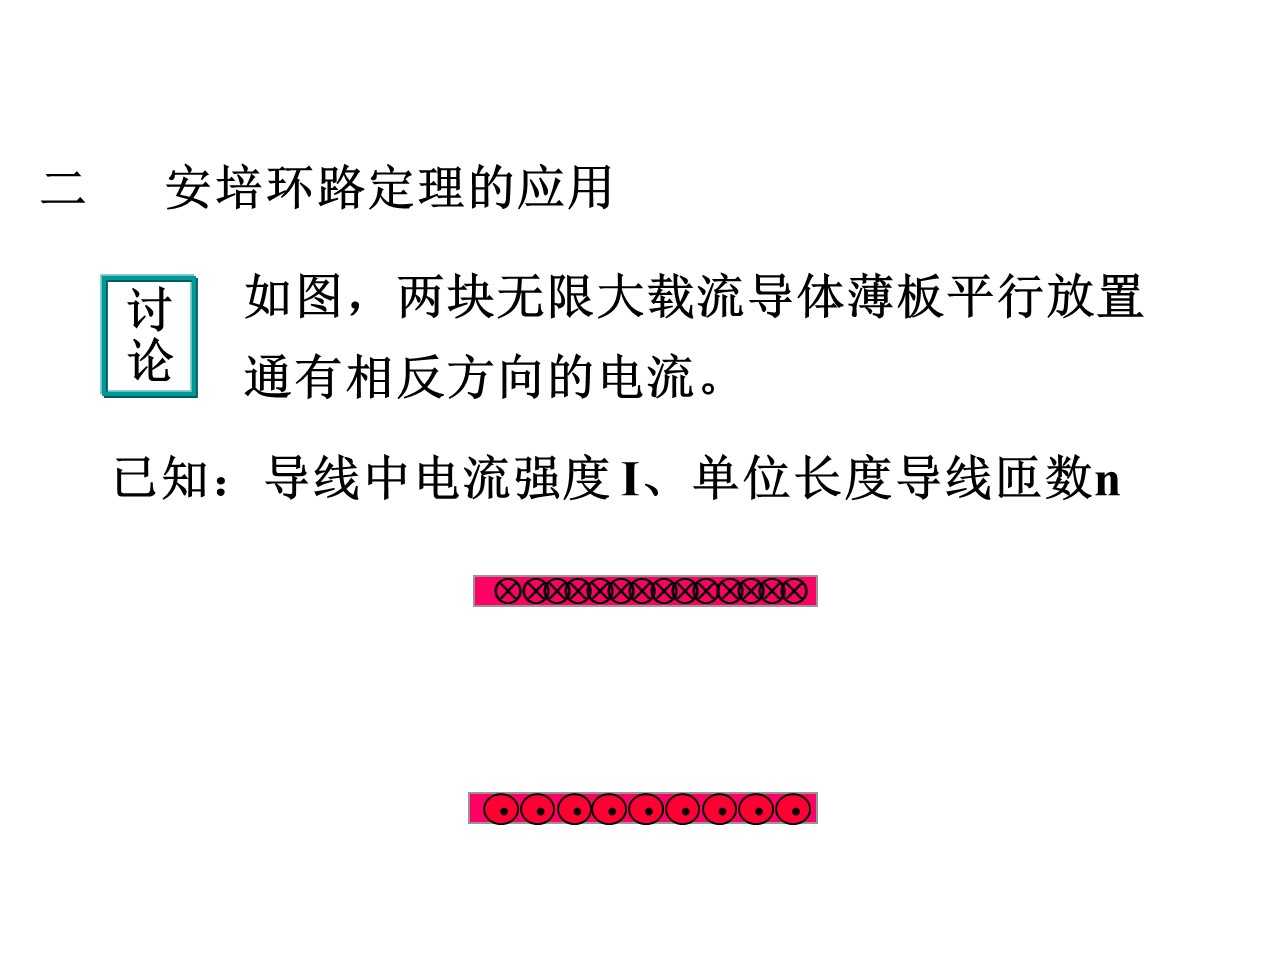 二 安培环路定理的应用
讨
论
如图，两块无限大载流导体薄板平行放置
通有相反方向的电流。
已知：导线中电流强度 I、单位长度导线匝数n